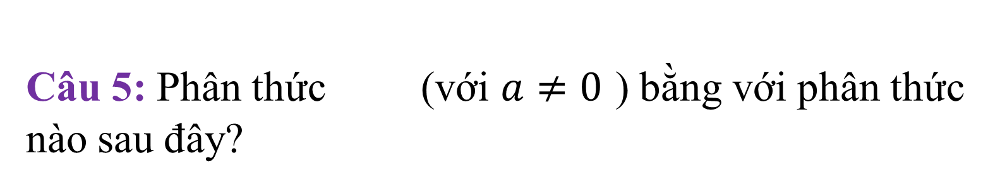 Câu 5: Phân thức (với a ≠ 0 ) bằng với phân thức
nào sau đây?